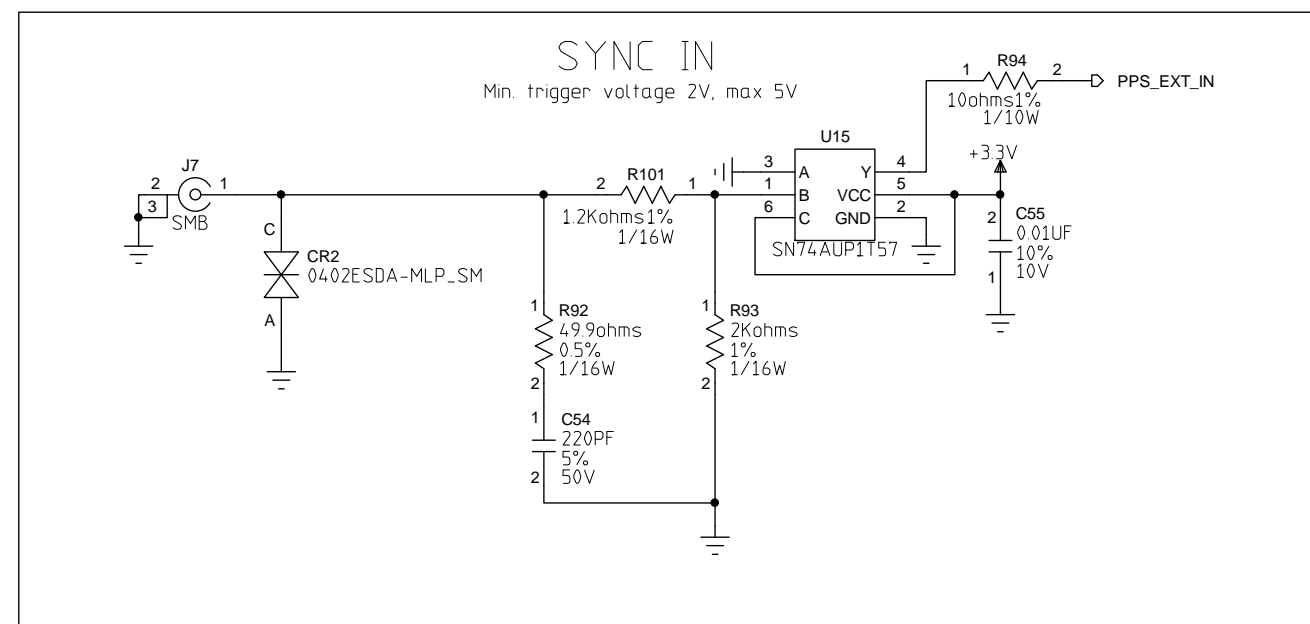 SYNC IN
Min. trigger voltage 2V, max 5V
R94
1 2
PPS_EXT_IN
10ohms1%
1/10W
U15
+3.3V
J7
2 1
3
SMB
R101
2 1
1.2Kohms1%
1/16W
3 A Y 4
1 B VCC 5
6 C GND 2
SN74AUP1T57
2
C55
0.01UF
10%
10V
1
C
CR2
0402ESDA-MLP_SM
A
1
R92
49.9ohms
0.5%
1/16W
2
1
R93
2Kohms
1%
1/16W
2
1
C54
220PF
5%
50V
2